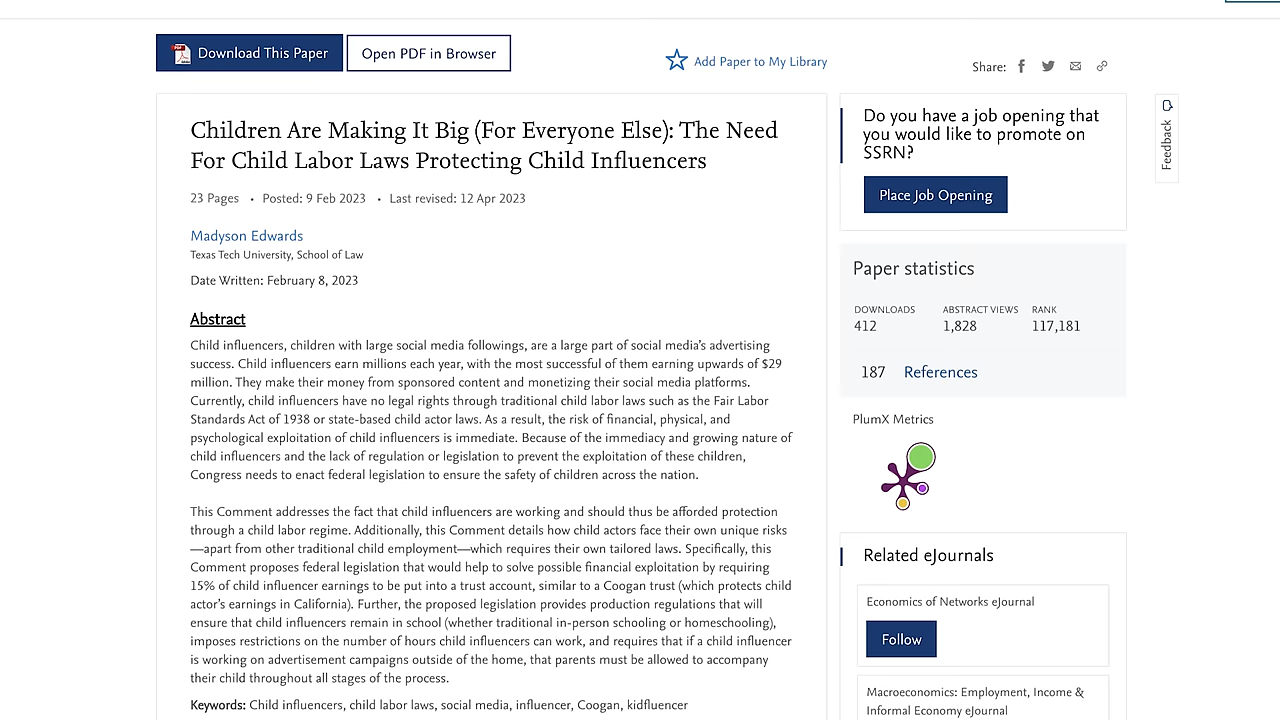 Download This Paper
Open PDF in Browser
Add Paper to My Library
Share:
Children Are Making It Big (For Everyone Else): The Need
For Child Labor Laws Protecting Child Influencers
23 Pages • Posted: 9 Feb 2023 • Last revised: 12 Apr 2023
Madyson Edwards
Texas Tech University, School of Law
Date Written: February 8, 2023
Abstract
Child influencers, children with large social media followings, are a large part of social media's advertising
success. Child influencers earn millions each year, with the most successful of them earning upwards of $29
million. They make their money from sponsored content and monetizing their social media platforms.
Currently, child influencers have no legal rights through traditional child labor laws such as the Fair Labor
Standards Act of 1938 or state-based child actor laws. As a result, the risk of financial, physical, and
psychological exploitation of child influencers is immediate. Because of the immediacy and growing nature of
child influencers and the lack of regulation or legislation to prevent the exploitation of these children,
Congress needs to enact federal legislation to ensure the safety of children across the nation.
This Comment addresses the fact that child influencers are working and should thus be afforded protection
through a child labor regime. Additionally, this Comment details how child actors face their own unique risks
—apart from other traditional child employment—which requires their own tailored laws. Specifically, this
Comment proposes federal legislation that would help to solve possible financial exploitation by requiring
15% of child influencer earnings to be put into a trust account, similar to a Coogan trust (which protects child
actor's earnings in California). Further, the proposed legislation provides production regulations that will
ensure that child influencers remain in school (whether traditional in-person schooling or homeschooling),
imposes restrictions on the number of hours child influencers can work, and requires that if a child influencer
is working on advertisement campaigns outside of the home, that parents must be allowed to accompany
their child throughout all stages of the process.
Keywords: Child influencers, child labor laws, social media, influencer, Coogan, kidfluencer
Do you have a job opening that
you would like to promote on
SSRN?
Place Job Opening
Paper statistics
DOWNLOADS ABSTRACT VIEWS RANK
412 1,828 117,181
187 References
PlumX Metrics
Related eJournals
Economics of Networks eJournal
Follow
Macroeconomics: Employment, Income &
Informal Economy eJournal
Feedback